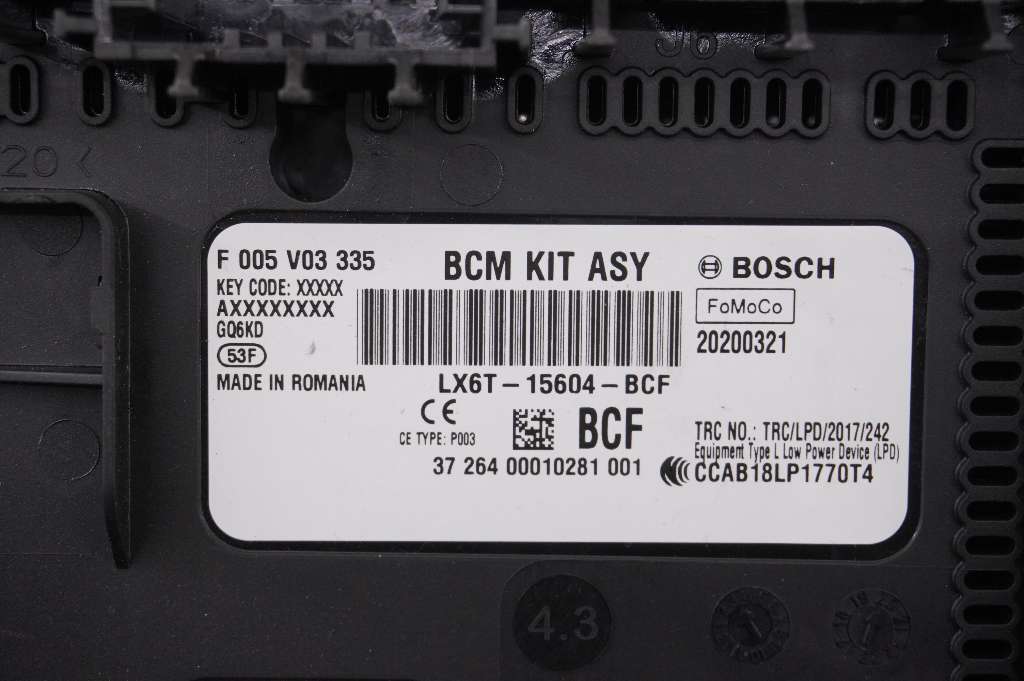 J6
20<
F 005 V03 335
BCM KIT ASY
BOSCH
KEY CODE: XXXXX
AXXXXXXXX
FoMoCo
GQ6KD
53F
20200321
MADE IN ROMANIA
LX6T-15604-BCF
CE
CE TYPE: P003
BCF
TRC NO.: TRC/LPD/2017/242
Equipment Type L Low Power Device (LPD)
37 264 00010281 001
CCAB18LP1770T4
4.3